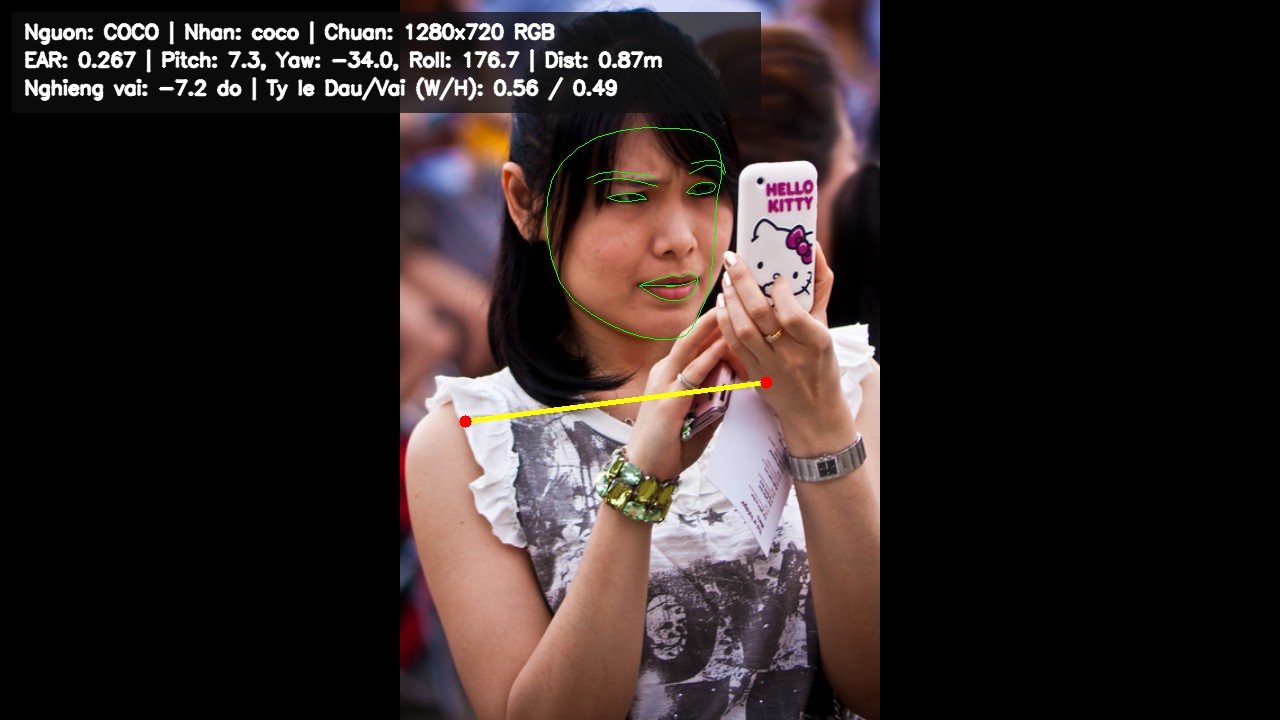 Nguon: COCO | Nhan: coco | Chuan: 1280x720 RGB
EAR: 0.267 | Pitch: 7.3, Yaw: -34.0, Roll: 176.7 | Dist: 0.87m
Nghieng vai: -7.2 do | Ty le Dau/Vai (W/H): 0.56 / 0.49
HELLO
KITTY